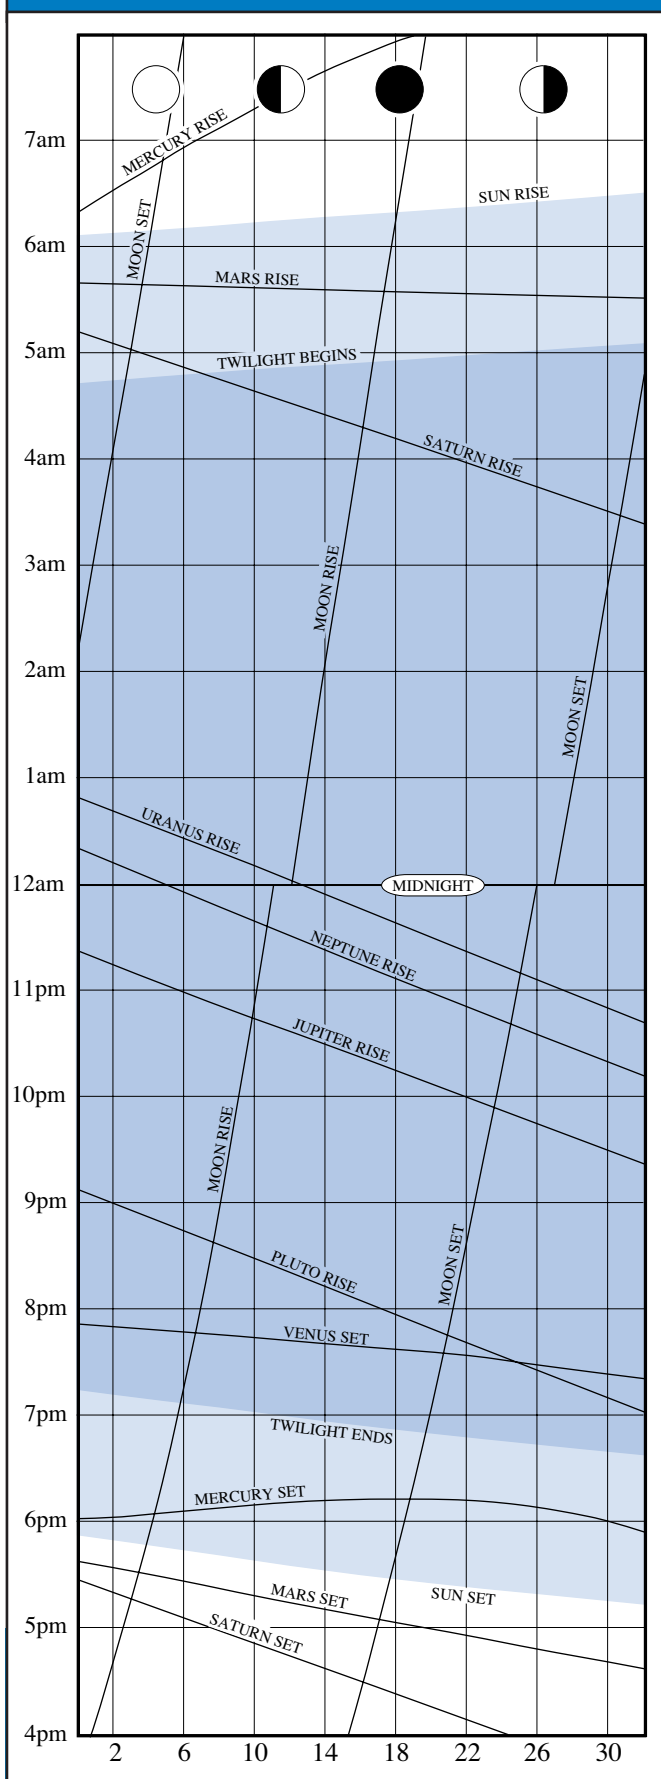 7am
MERCURY RISE
MOON SET
SUN RISE
6am
MARS RISE
5am
TWILIGHT BEGINS
4am
SATURN RISE
3am
MOON RISE
2am
MOON SET
1am
URANUS RISE
12am
MIDNIGHT
NEPTUNE RISE
11pm
JUPITER RISE
10pm
MOON RISE
9pm
MOON SET
PLUTO RISE
8pm
VENUS SET
7pm
TWILIGHT ENDS
MERCURY SET
6pm
MARS SET
SUN SET
5pm
SATURN SET
4pm
2 6 10 14 18 22 26 30